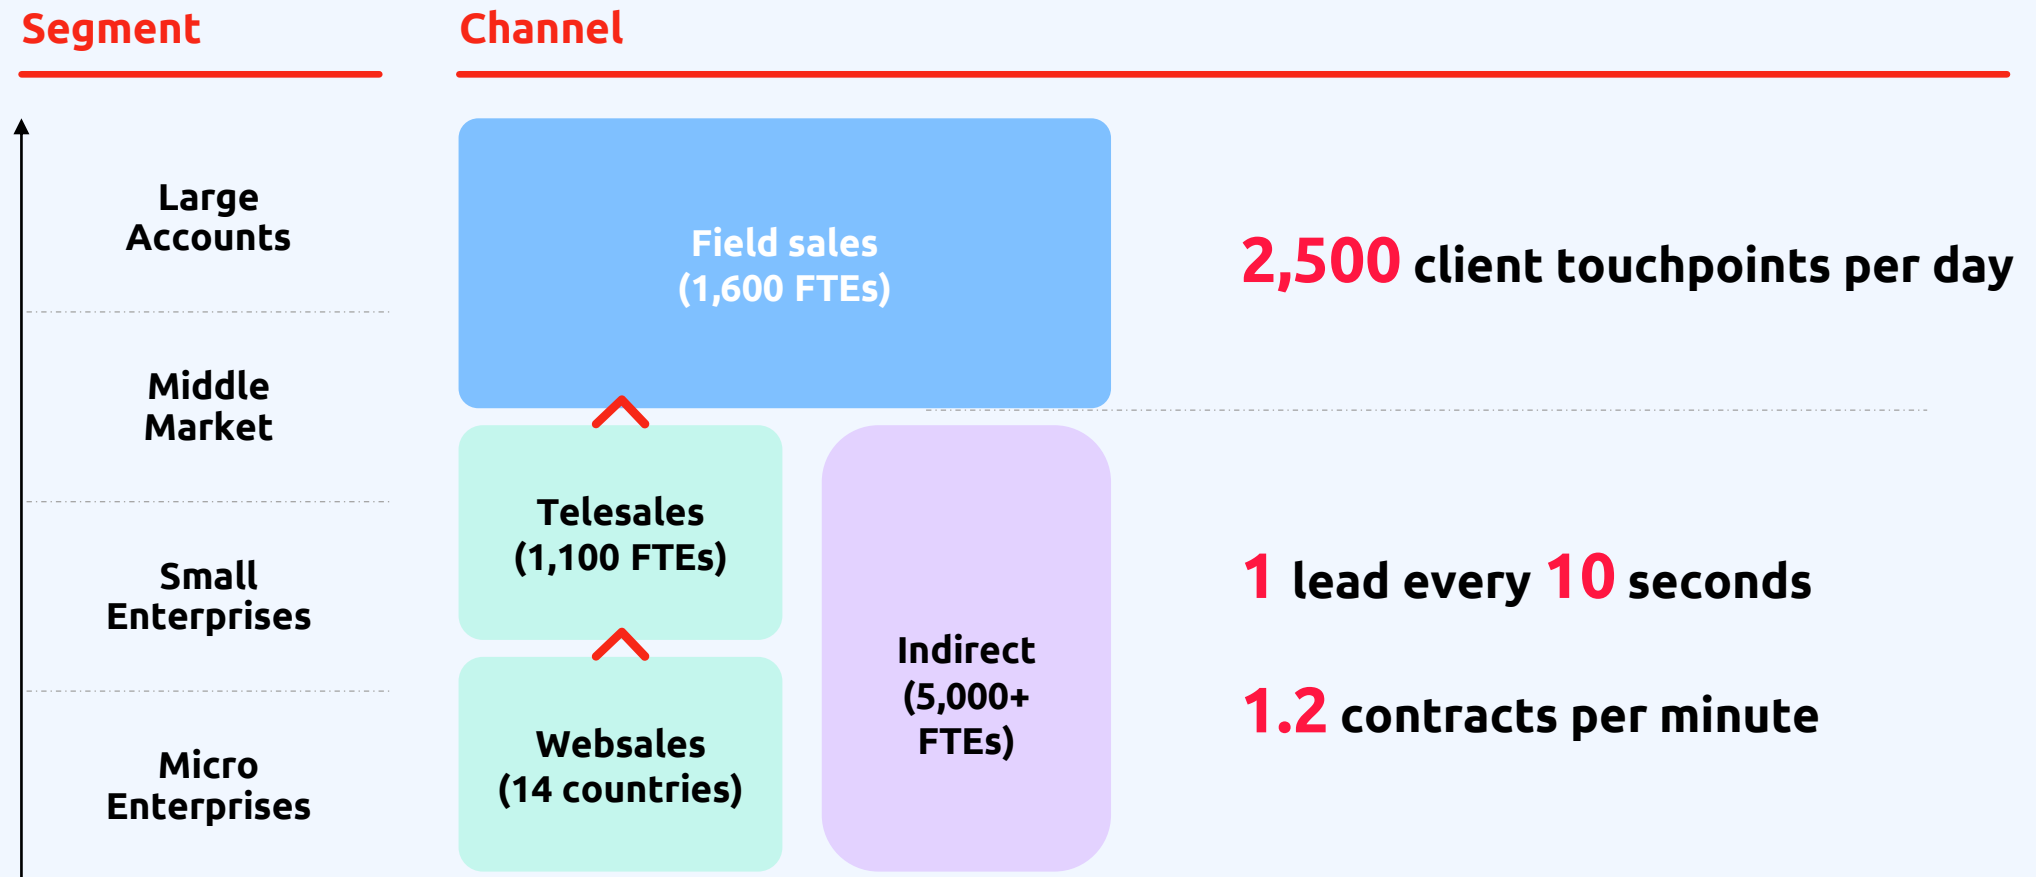 Segment
Channel
Large
Accounts
Middle
Market
Small
Enterprises
Micro
Enterprises
Field sales
(1,600 FTEs)
Telesales
(1,100 FTEs)
Websales
(14 countries)
Indirect
(5,000+
FTEs)
2,500 client touchpoints per day
1 lead every 10 seconds
1.2 contracts per minute